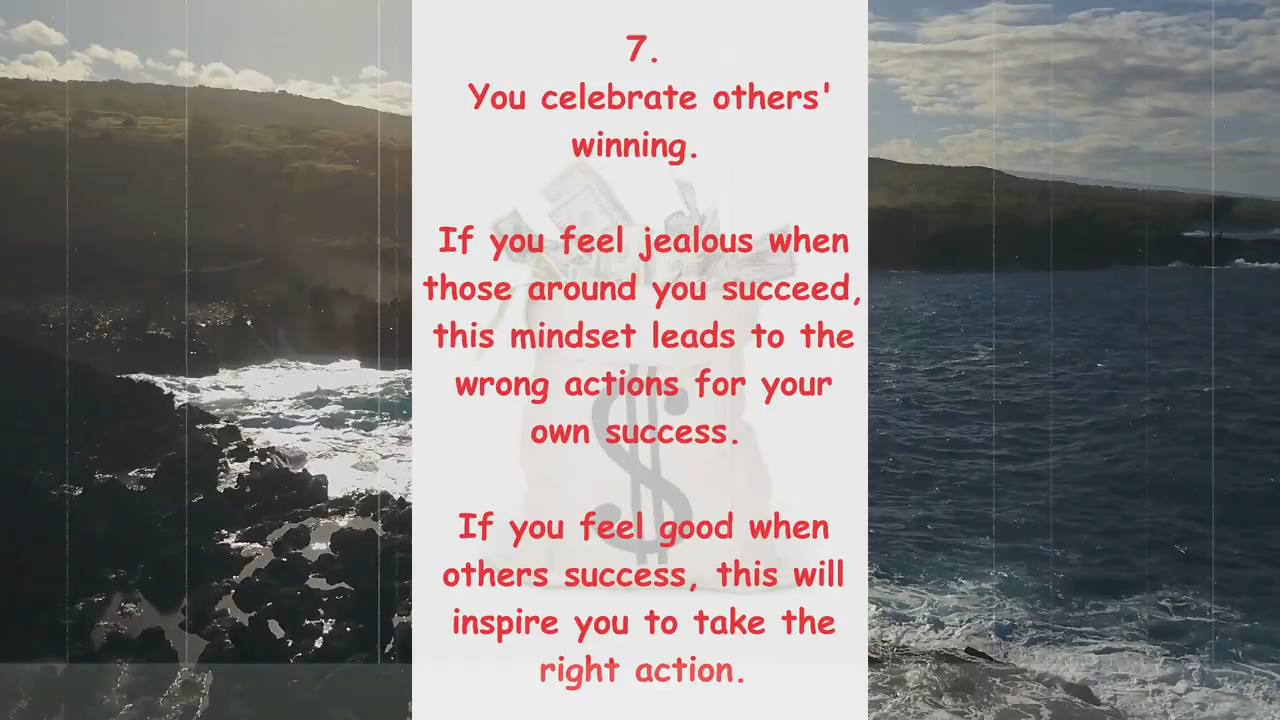 7.
You celebrate others'
winning.
If you feel jealous when
those around you succeed,
this mindset leads to the
wrong actions for your
own success.
$
If you feel good when
others success, this will
inspire you to take the
right action.